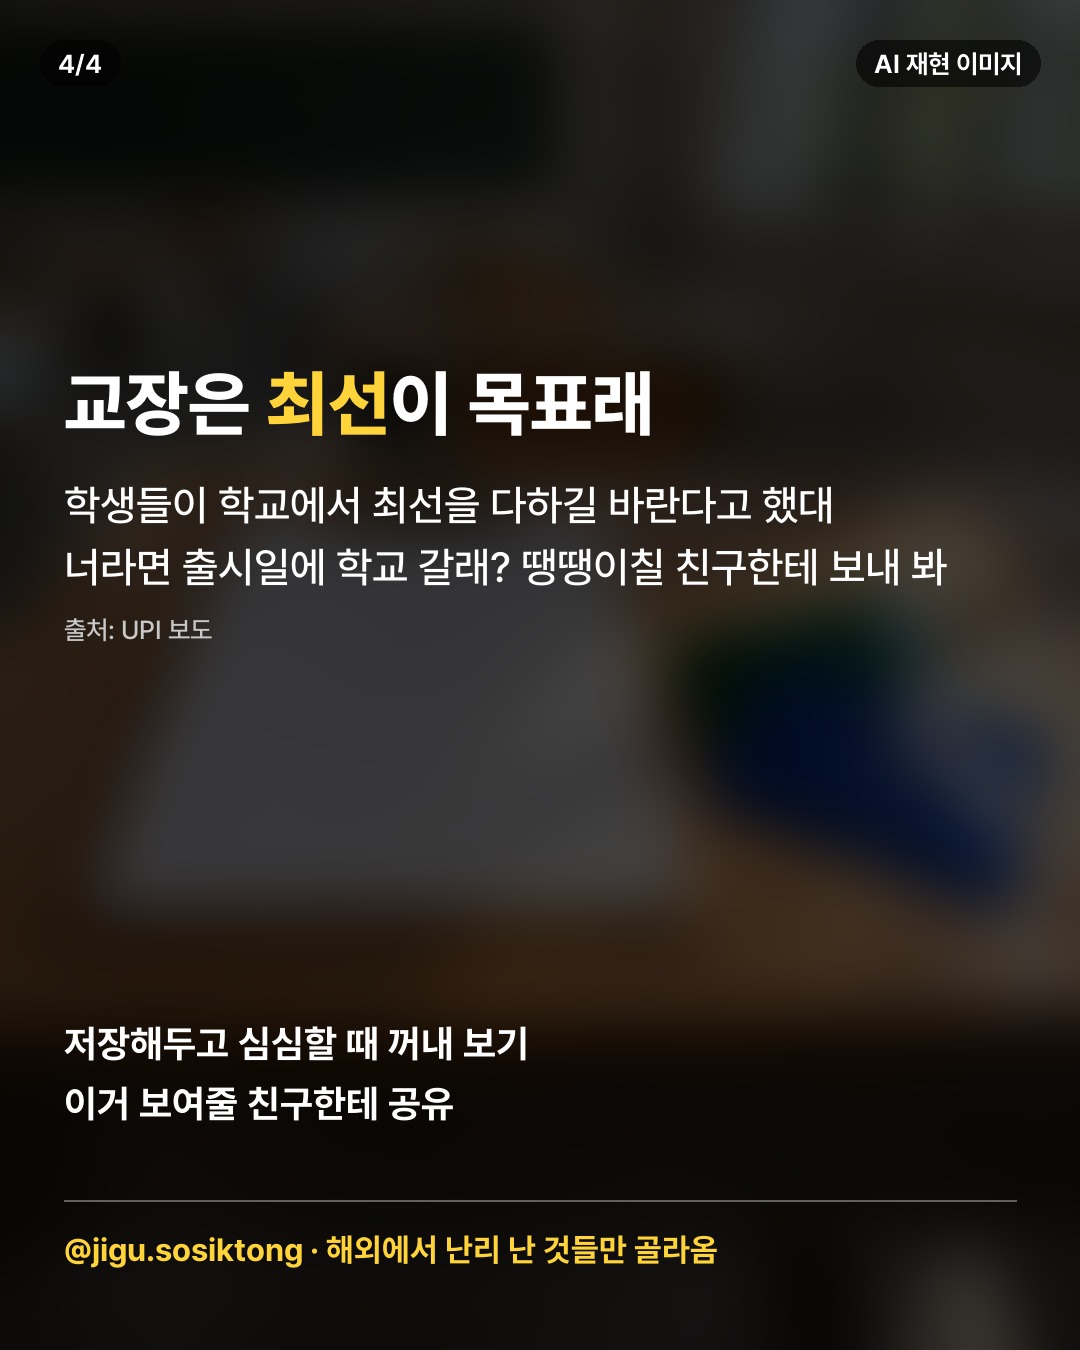 4/4
AI 재현 이미지
교장은 최선이 목표래
학생들이 학교에서 최선을 다하길 바란다고 했대
너라면 출시일에 학교 갈래? 땡땡이칠 친구한테 보내 봐
출처: UPI 보도
저장해두고 심심할 때 꺼내 보기
이거 보여줄 친구한테 공유
@jigu.sosiktong · 해외에서 난리 난 것들만 골라옴